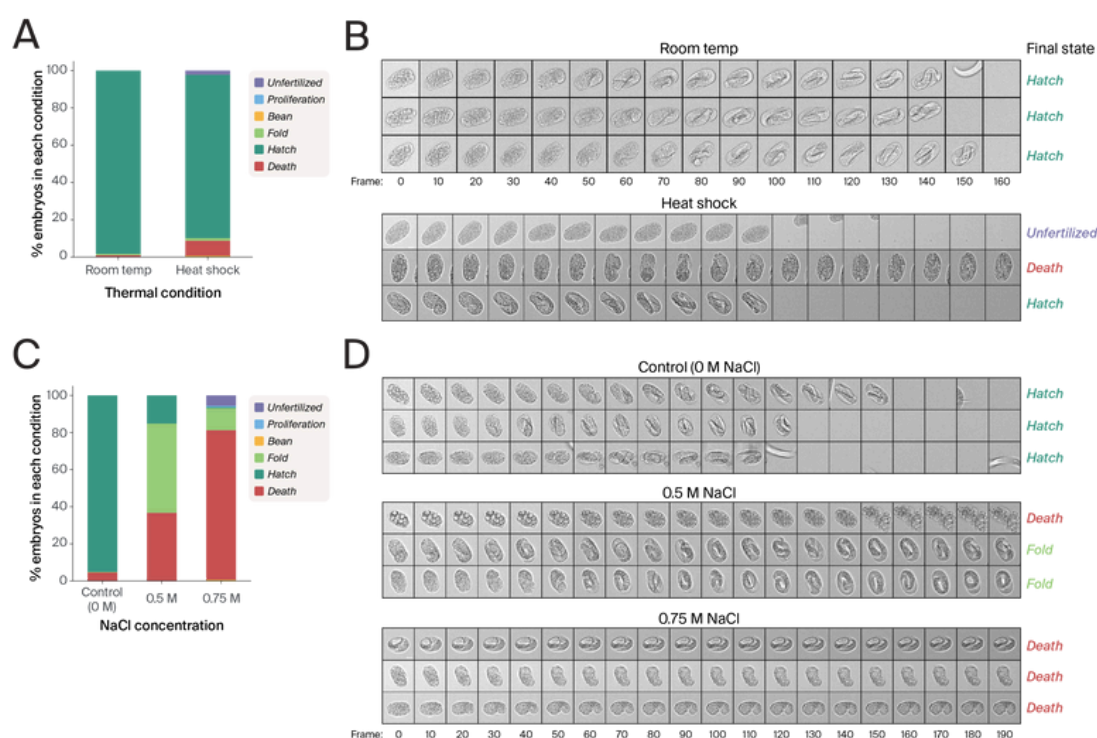 A
% embryos in each condition
100
80
60
40
20
0
Room temp Heat shock
Thermal condition
Unfertilized
Proliferation
Bean
Fold
Hatch
Death
B
Room temp
Final state
Hatch
Hatch
Hatch
Frame: 0 10 20 30 40 50 60 70 80 90 100 110 120 130 140 150 160
Heat shock
Unfertilized
Death
Hatch
C
% embryos in each condition
100
80
60
40
20
0
Control (0 M) 0.5 M 0.75 M
NaCl concentration
Unfertilized
Proliferation
Bean
Fold
Hatch
Death
D
Control (0 M NaCl)
Hatch
Hatch
Hatch
0.5 M NaCl
Death
Fold
Fold
0.75 M NaCl
Death
Death
Death
Frame: 0 10 20 30 40 50 60 70 80 90 100 110 120 130 140 150 160 170 180 190